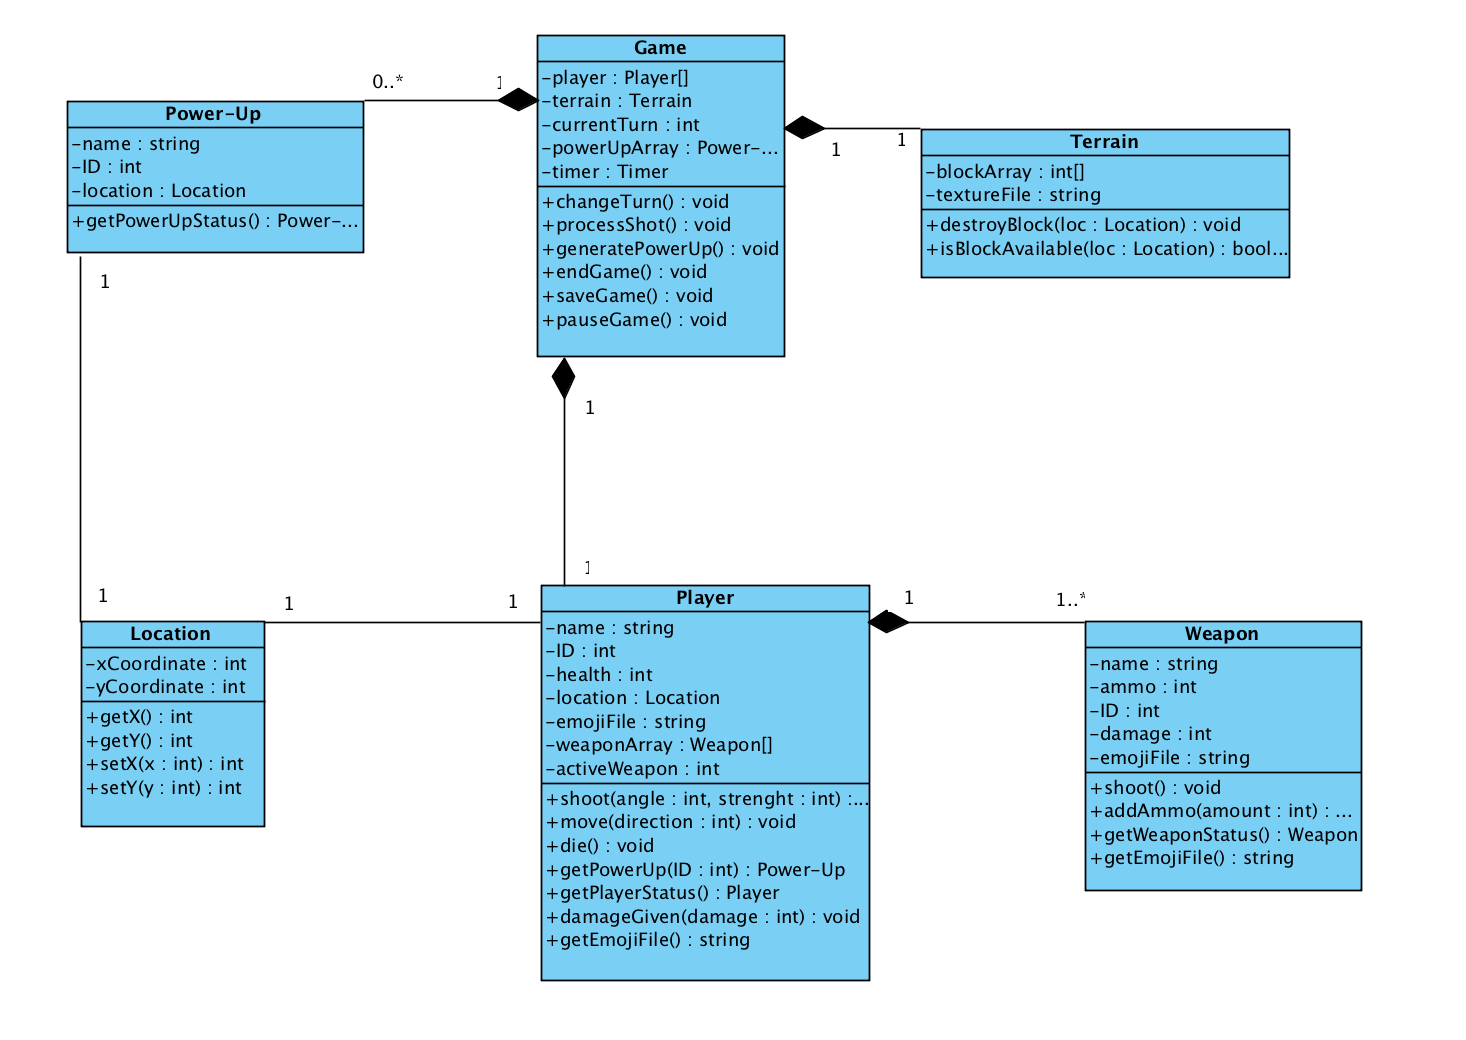 Game
-player : Player[]
-terrain : Terrain
-currentTurn : int
-powerUpArray : Power-...
-timer : Timer
+changeTurn() : void
+processShot() : void
+generatePowerUp() : void
+endGame() : void
+saveGame() : void
+pauseGame() : void
0..*
1
Power-Up
-name : string
-ID : int
-location : Location
+getPowerUpStatus() : Power-...
1
1
Terrain
-blockArray : int[]
-textureFile : string
+destroyBlock(loc : Location) : void
+isBlockAvailable(loc : Location) : bool...
1
1
1
1
1
1
Location
-xCoordinate : int
-yCoordinate : int
+getX() : int
+getY() : int
+setX(x : int) : int
+setY(y : int) : int
Player
-name : string
-ID : int
-health : int
-location : Location
-emojiFile : string
-weaponArray : Weapon[]
-activeWeapon : int
+shoot(angle : int, strenght : int) :...
+move(direction : int) : void
+die() : void
+getPowerUp(ID : int) : Power-Up
+getPlayerStatus() : Player
+damageGiven(damage : int) : void
+getEmojiFile() : string
1
1..*
Weapon
-name : string
-ammo : int
-ID : int
-damage : int
-emojiFile : string
+shoot() : void
+addAmmo(amount : int) : ...
+getWeaponStatus() : Weapon
+getEmojiFile() : string